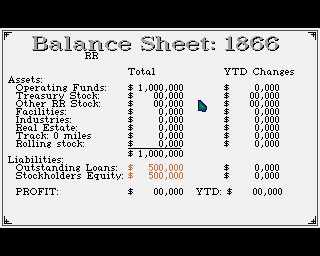 Balance Sheet: 1866
RR
Total YTD Changes
Assets:
Operating Funds: $ 1,000,000 $ 0,000
Treasury Stock: $ 00,000 $ 00,000
Other RR Stock: $ 00,000 $ 00,000
Facilities: $ 0,000 $ 0,000
Industries: $ 0,000 $ 0,000
Real Estate: $ 0,000 $ 0,000
Track: 0 miles $ 0,000 $ 0,000
Rolling stock: $ 0,000 $ 0,000
$ 1,000,000
Liabilities:
Outstanding Loans: $ 500,000 $ 0,000
Stockholders Equity: $ 500,000 $ 0,000
PROFIT: $ 00,000 YTD: $ 00,000